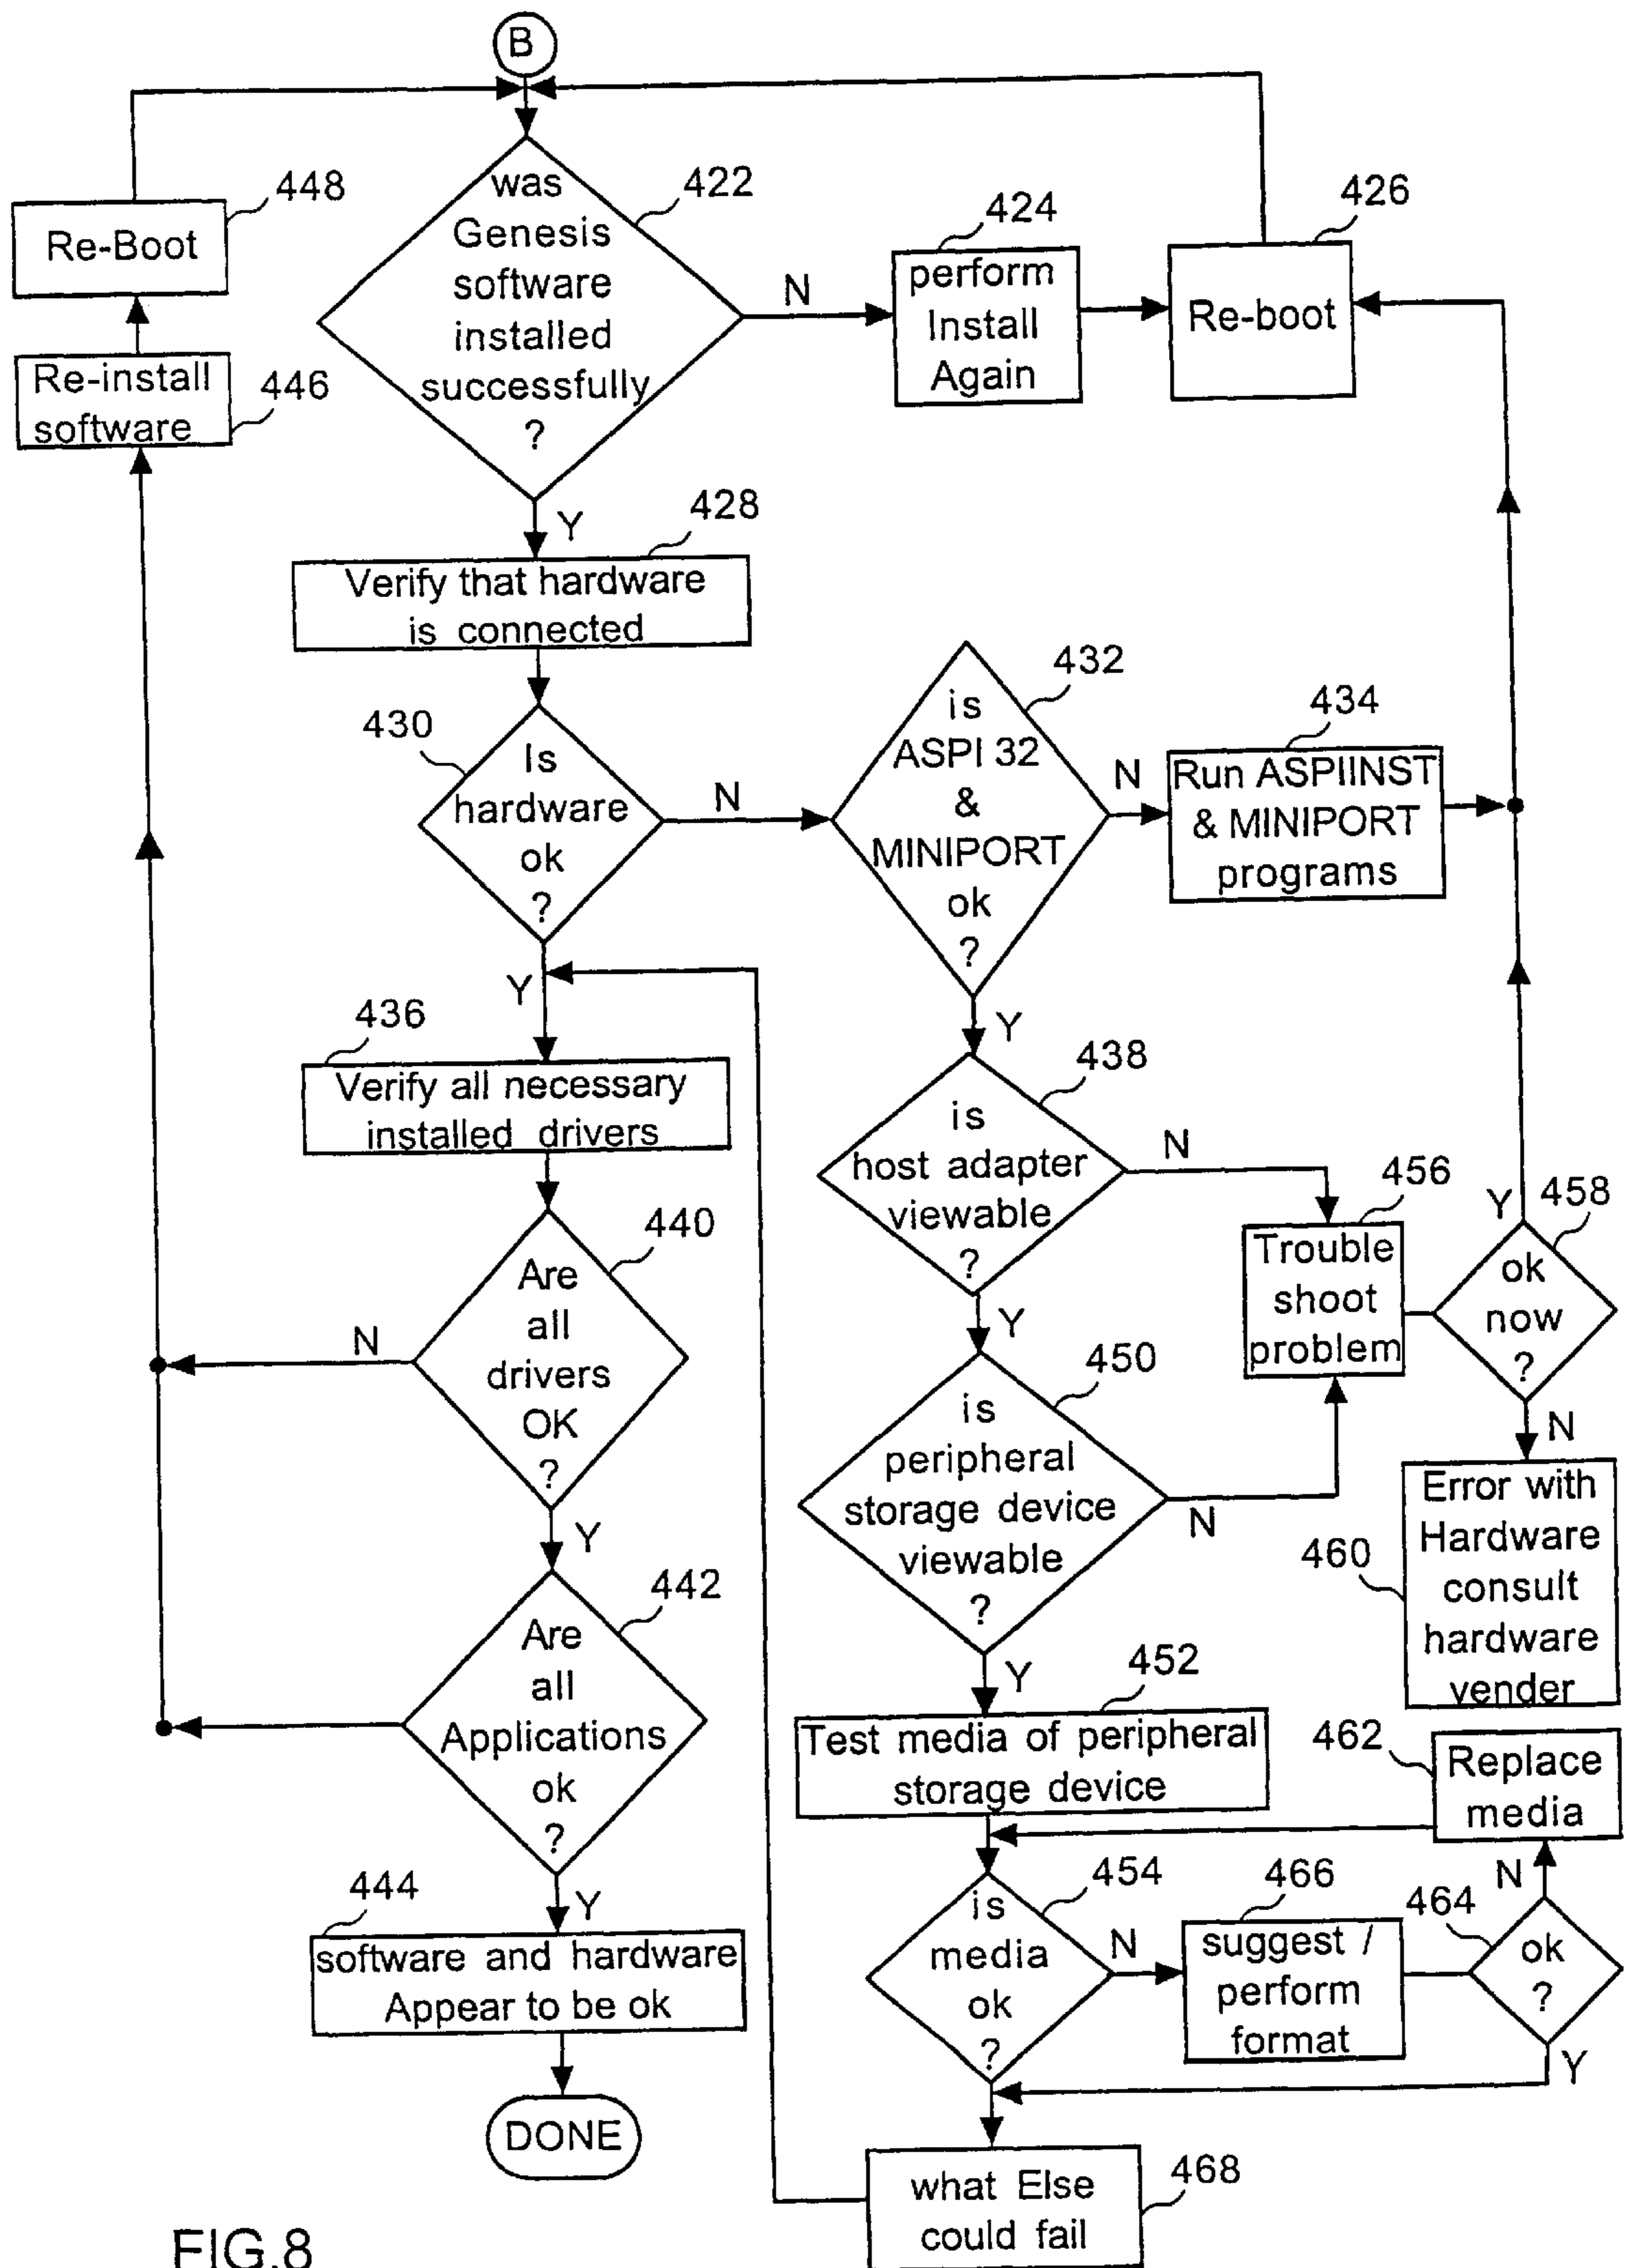 B
was
Genesis
software
installed
successfully
?
422
N
424
perform
Install
Again
426
Re-boot
448
Re-Boot
446
Re-install
software
Y
428
Verify that hardware
is connected
430
Is
hardware
ok
?
N
432
is
ASPI 32
&
MINIPORT
ok
?
N
434
Run ASPIINST
& MINIPORT
programs
Y
436
Verify all necessary
installed drivers
Y
438
is
host adapter
viewable
?
N
456
Trouble
shoot
problem
Y
458
ok
now
?
N
460
Error with
Hardware
consult
hardware
vender
440
Are
all
drivers
OK
?
N
Y
Y
450
is
peripheral
storage device
viewable
?
N
Y
442
Are
all
Applications
ok
?
Y
452
Test media of peripheral
storage device
462
Replace
media
444
software and hardware
Appear to be ok
DONE
454
is
media
ok
?
N
466
suggest /
perform
format
464
ok
?
N
Y
468
what Else
could fail
FIG.8